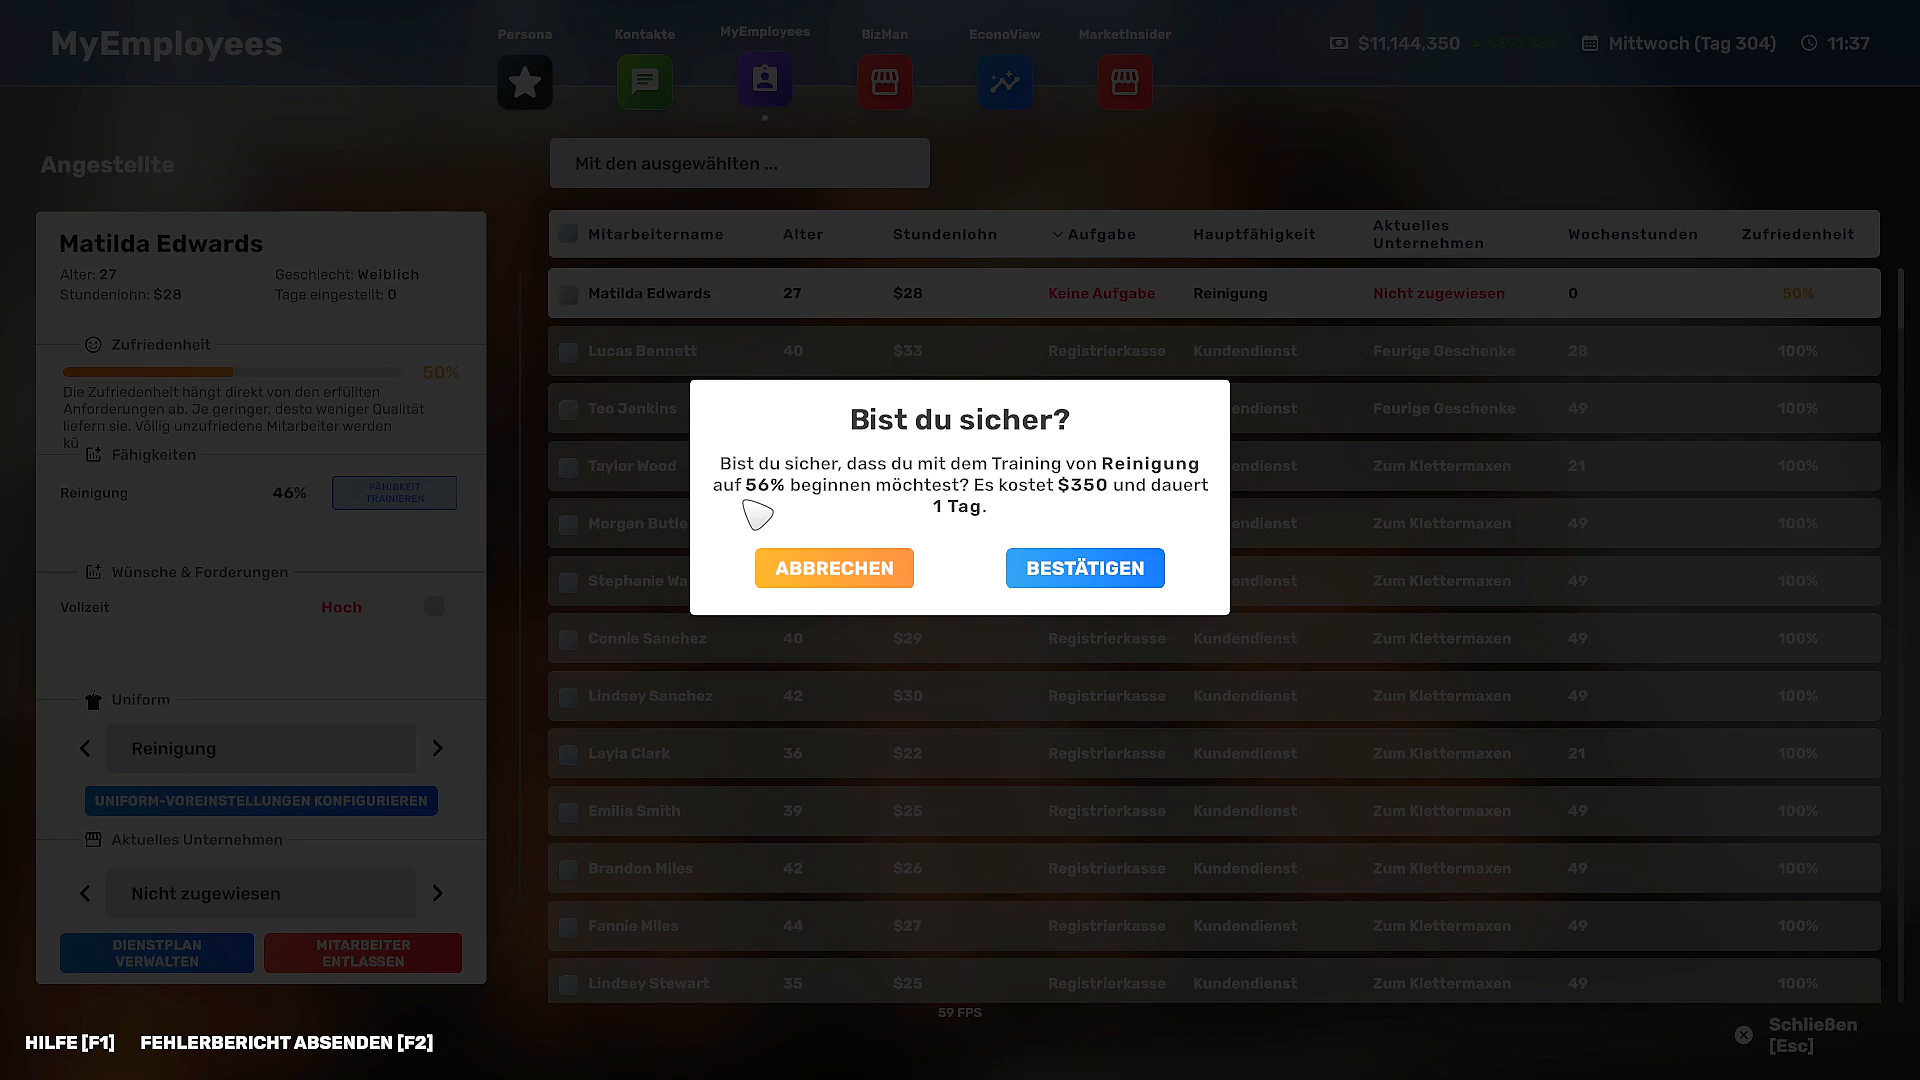 MyEmployees
Persona
Kontakte
MyEmployees
BizMan
EconoView
MarketInsider
$11,144,350
Mittwoch (Tag 304)
11:37
Angestellte
Mit den ausgewählten ...
Matilda Edwards
Alter: 27
Geschlecht: Weiblich
Stundenlohn: $28
Tage eingestellt: 0
Zufriedenheit
50%
Die Zufriedenheit hängt direkt von den erfüllten
Anforderungen ab. Je geringer, desto weniger Qualität
liefern sie. Völlig unzufriedene Mitarbeiter werden
kü
Fähigkeiten
Reinigung 46%
FÄHIGKEIT
TRAINIEREN
Wünsche & Forderungen
Vollzeit Hoch
Uniform
Reinigung
UNIFORM-VOREINSTELLUNGEN KONFIGURIEREN
Aktuelles Unternehmen
Nicht zugewiesen
DIENSTPLAN
VERWALTEN
MITARBEITER
ENTLASSEN
Mitarbeitername Alter Stundenlohn Aufgabe Hauptfähigkeit Aktuelles
Unternehmen Wochenstunden Zufriedenheit
Matilda Edwards 27 $28 Keine Aufgabe Reinigung Nicht zugewiesen 0 50%
Lucas Bennett 40 $33 Registrierkasse Kundendienst Feurige Geschenke 28 100%
Teo Jenkins endienst Feurige Geschenke 49 100%
Taylor Wood endienst Zum Klettermaxen 21 100%
Morgan Butle endienst Zum Klettermaxen 49 100%
Stephanie Wa endienst Zum Klettermaxen 49 100%
Connie Sanchez 40 $29 Registrierkasse Kundendienst Zum Klettermaxen 49 100%
Lindsey Sanchez 42 $30 Registrierkasse Kundendienst Zum Klettermaxen 49 100%
Layla Clark 36 $22 Registrierkasse Kundendienst Zum Klettermaxen 21 100%
Emilia Smith 39 $25 Registrierkasse Kundendienst Zum Klettermaxen 49 100%
Brandon Miles 42 $26 Registrierkasse Kundendienst Zum Klettermaxen 49 100%
Fannie Miles 44 $27 Registrierkasse Kundendienst Zum Klettermaxen 49 100%
Lindsey Stewart 35 $25 Registrierkasse Kundendienst Zum Klettermaxen 49 100%
Bist du sicher?
Bist du sicher, dass du mit dem Training von Reinigung
auf 56% beginnen möchtest? Es kostet $350 und dauert
1 Tag.
ABBRECHEN
BESTÄTIGEN
59 FPS
HILFE [F1]
FEHLERBERICHT ABSENDEN [F2]
Schließen
[Esc]